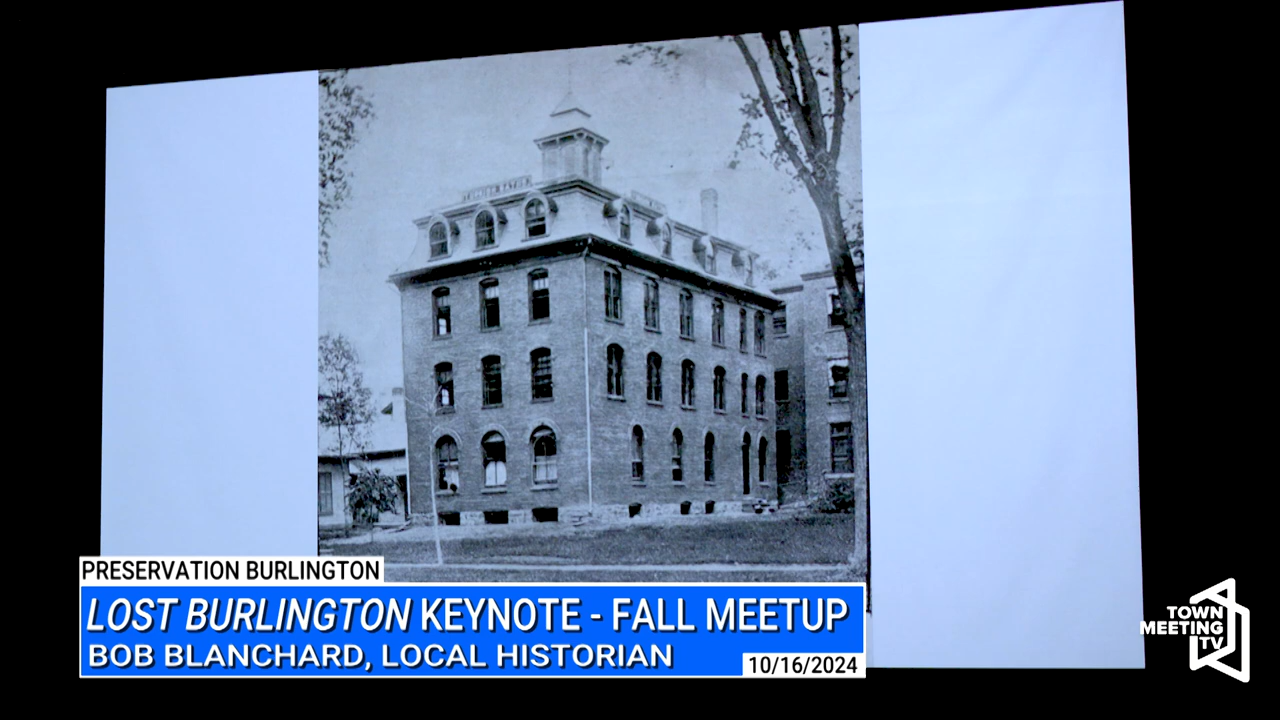 PRESERVATION BURLINGTON
LOST BURLINGTON KEYNOTE - FALL MEETUP
BOB BLANCHARD, LOCAL HISTORIAN
10/16/2024
TOWN
MEETING
TV